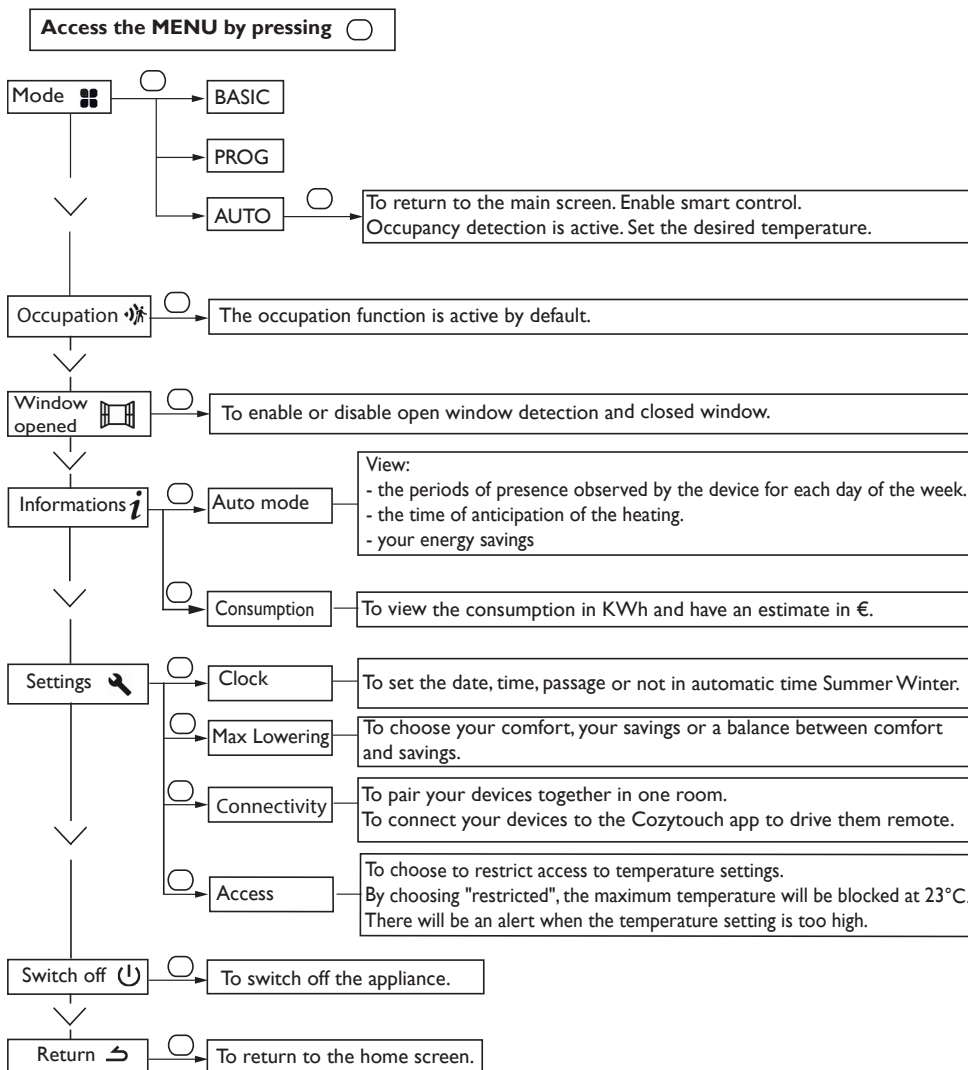 Access the MENU by pressing
Mode
BASIC
PROG
AUTO
To return to the main screen. Enable smart control.
Occupancy detection is active. Set the desired temperature.
Occupation
The occupation function is active by default.
Window
opened
To enable or disable open window detection and closed window.
Informations i
Auto mode
View:
- the periods of presence observed by the device for each day of the week.
- the time of anticipation of the heating.
- your energy savings
Consumption
To view the consumption in KWh and have an estimate in €.
Settings
Clock
To set the date, time, passage or not in automatic time Summer Winter.
Max Lowering
To choose your comfort, your savings or a balance between comfort
and savings.
Connectivity
To pair your devices together in one room.
To connect your devices to the Cozytouch app to drive them remote.
Access
To choose to restrict access to temperature settings.
By choosing "restricted", the maximum temperature will be blocked at 23°C.
There will be an alert when the temperature setting is too high.
Switch off
To switch off the appliance.
Return
To return to the home screen.